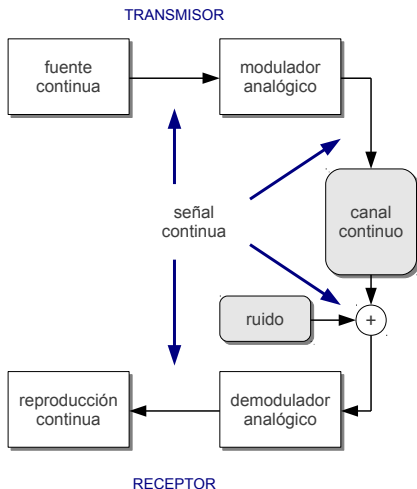 TRANSMISOR
fuente
continua
modulador
analógico
señal
continua
canal
continuo
ruido
+
reproducción
continua
demodulador
analógico
RECEPTOR